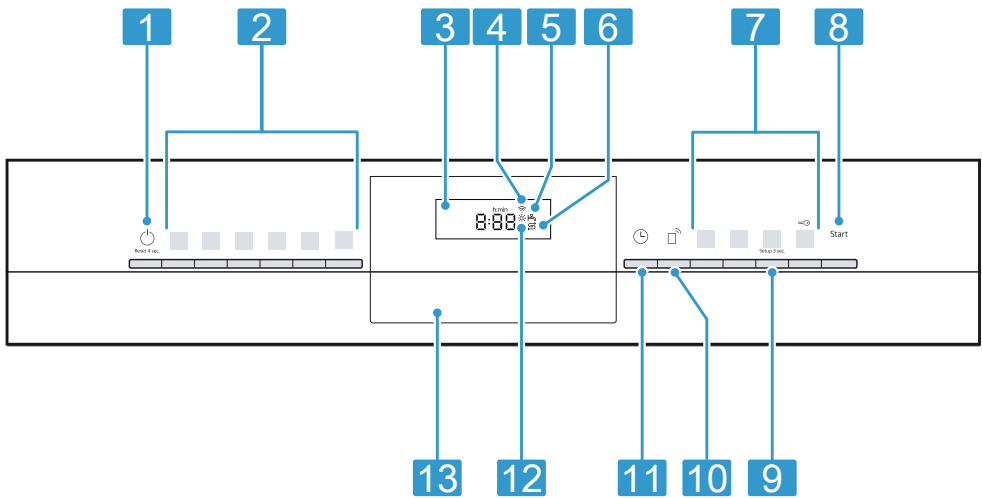 1 2 3 4 5 6 7 8
h:min
8:88
Reset 4 sec.
Setup 3 sec.
Start
13 12 11 10 9